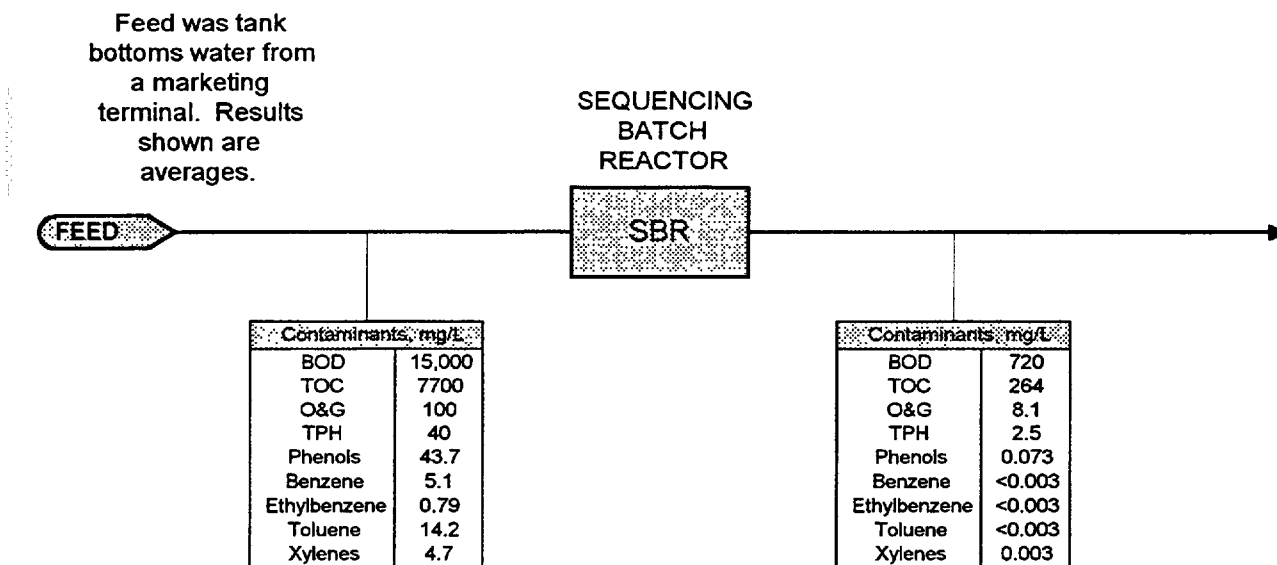 Feed was tank
bottoms water from
a marketing
terminal. Results
shown are
averages.
SEQUENCING
BATCH
REACTOR
FEED
SBR
Contaminants, mg/L
BOD 15,000
TOC 7700
O&G 100
TPH 40
Phenols 43.7
Benzene 5.1
Ethylbenzene 0.79
Toluene 14.2
Xylenes 4.7
Contaminants, mg/L
BOD 720
TOC 264
O&G 8.1
TPH 2.5
Phenols 0.073
Benzene <0.003
Ethylbenzene <0.003
Toluene <0.003
Xylenes 0.003